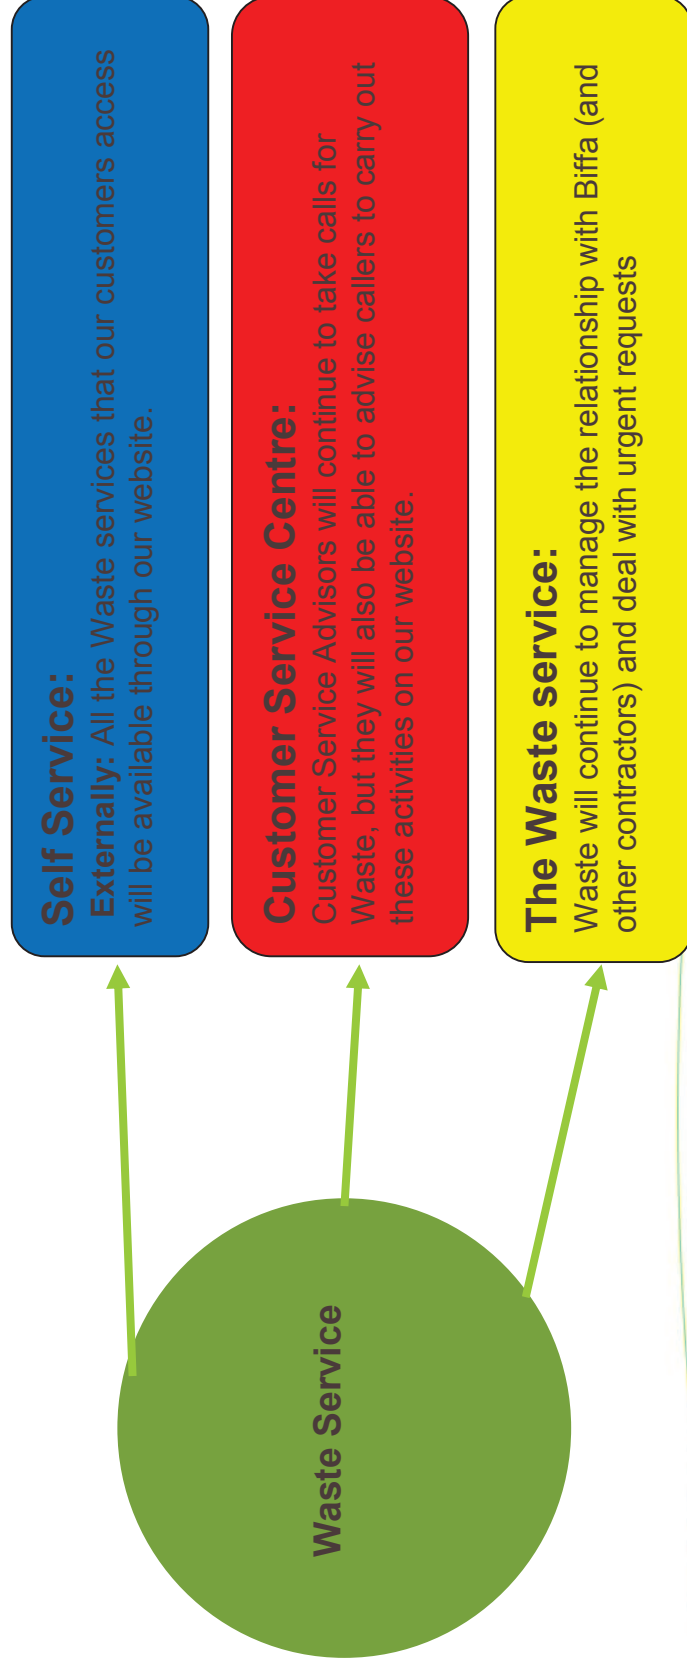 Waste Service
Self Service:
Externally: All the Waste services that our customers access
will be available through our website.
Customer Service Centre:
Customer Service Advisors will continue to take calls for
Waste, but they will also be able to advise callers to carry out
these activities on our website.
The Waste service:
Waste will continue to manage the relationship with Biffa (and
other contractors) and deal with urgent requests